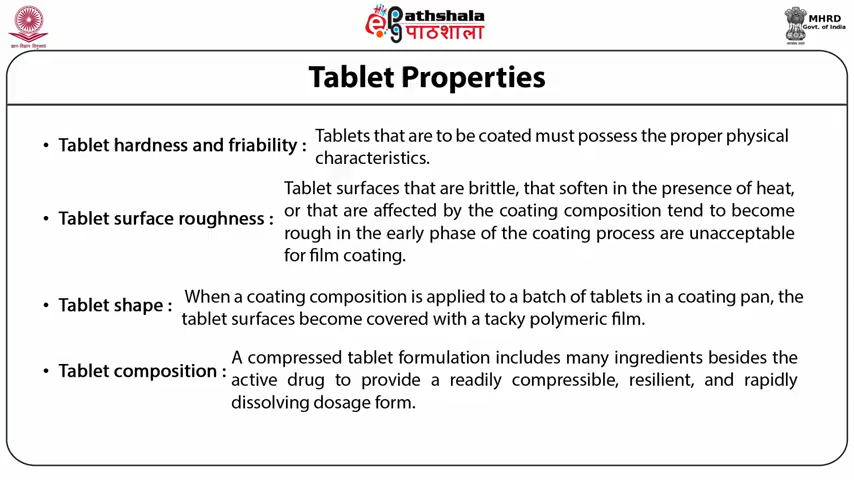 ePathshala
पाठशाला
MHRD
Govt. of India
Tablet Properties
• Tablet hardness and friability : Tablets that are to be coated must possess the proper physical
characteristics.
• Tablet surface roughness : Tablet surfaces that are brittle, that soften in the presence of heat,
or that are affected by the coating composition tend to become
rough in the early phase of the coating process are unacceptable
for film coating.
• Tablet shape : When a coating composition is applied to a batch of tablets in a coating pan, the
tablet surfaces become covered with a tacky polymeric film.
• Tablet composition : A compressed tablet formulation includes many ingredients besides the
active drug to provide a readily compressible, resilient, and rapidly
dissolving dosage form.